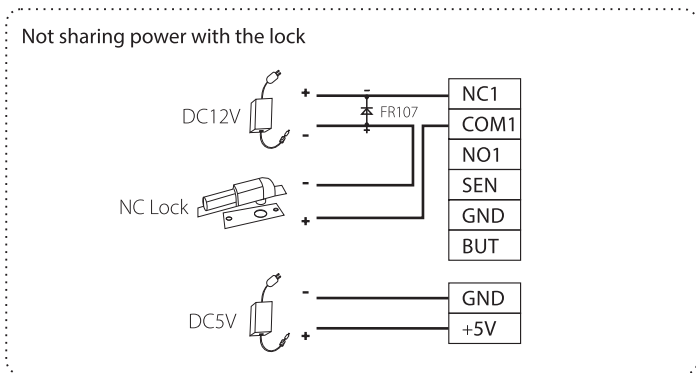 Not sharing power with the lock
+
-
NC1
DC12V
FR107
+
-
COM1
NO1
-
SEN
NC Lock
+
GND
BUT
-
GND
DC5V
+
+5V